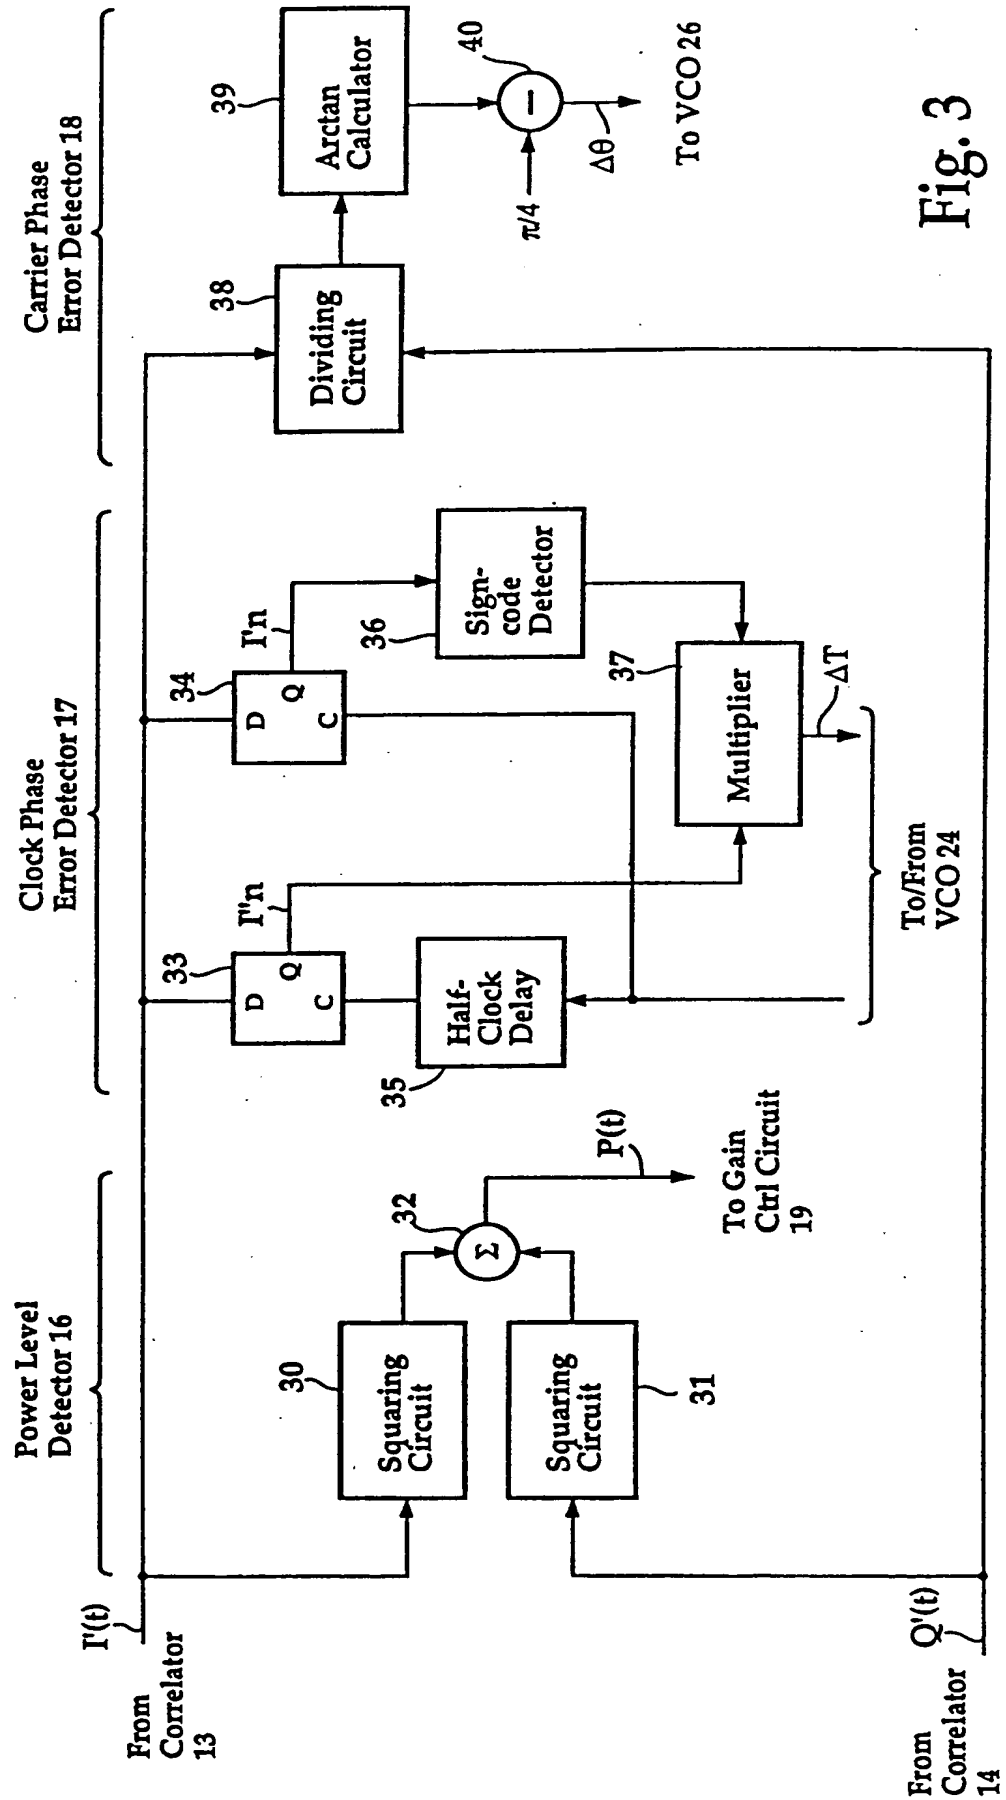 Power Level
Detector 16
Clock Phase
Error Detector 17
Carrier Phase
Error Detector 18
I'(t)
From
Correlator
13
30
Squaring
Circuit
Squaring
Circuit
31
32
Σ
P(t)
To Gain
Ctrl Circuit
19
33
D
Q
C
I"n
35
Half-
Clock
Delay
34
D
Q
C
I'n
36
Sign-
code
Detector
37
Multiplier
ΔT
To/From
VCO 24
38
Dividing
Circuit
39
Arctan
Calculator
40
−
π/4
Δθ
To VCO 26
Q'(t)
From
Correlator
14
Fig. 3